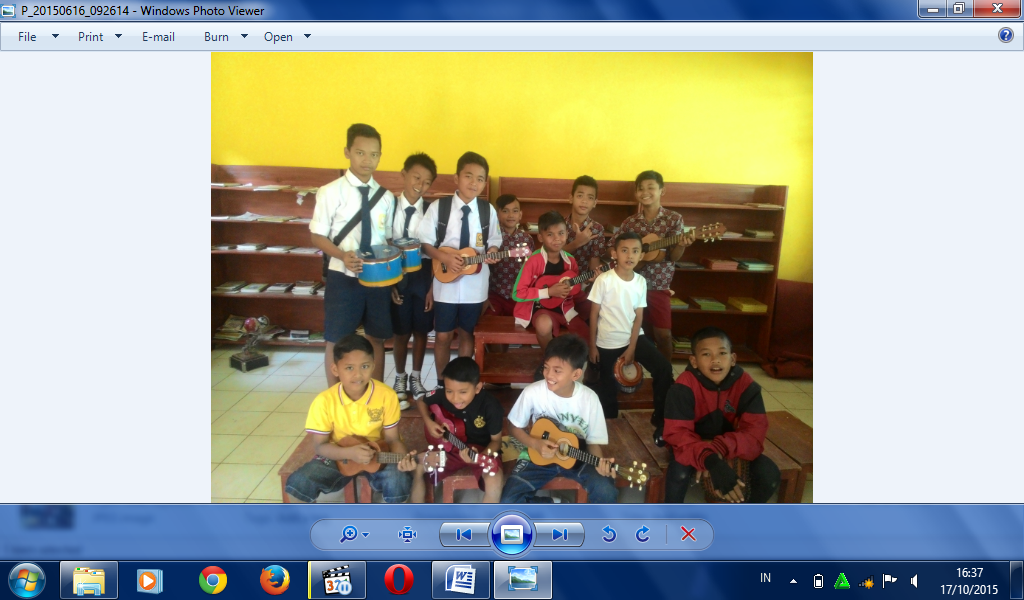 P_20150616_092614 - Windows Photo Viewer
File Print E-mail Burn Open
IN
16:37
17/10/2015